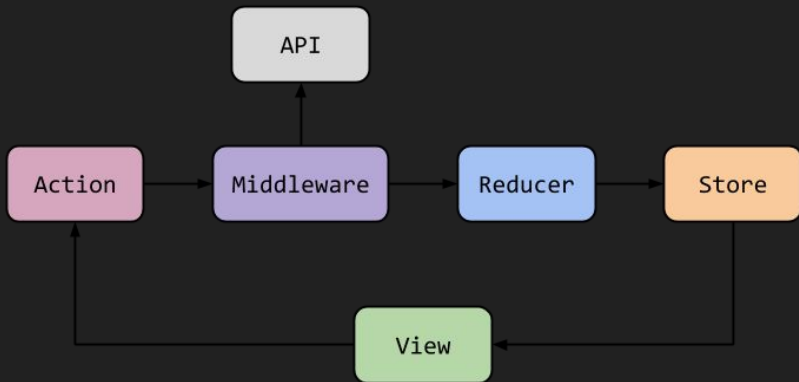 API
Action
Middleware
Reducer
Store
View